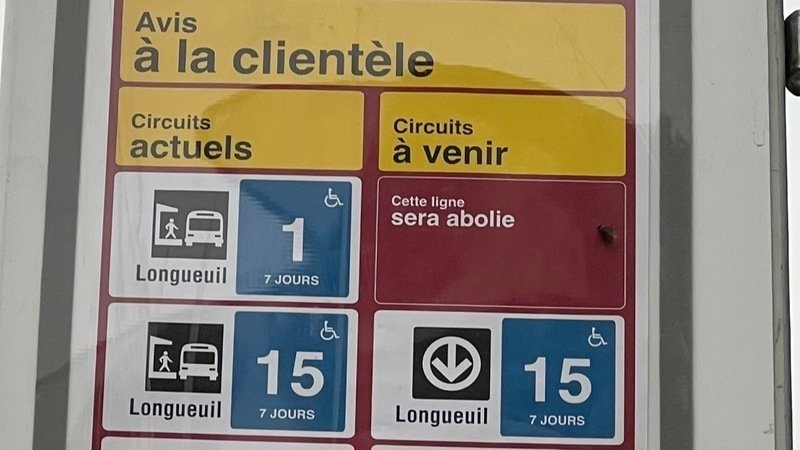 Avis
à la clientèle
Circuits
actuels
Circuits
à venir
Longueuil
1
7 JOURS
Cette ligne
sera abolie
Longueuil
15
7 JOURS
Longueuil
15
7 JOURS